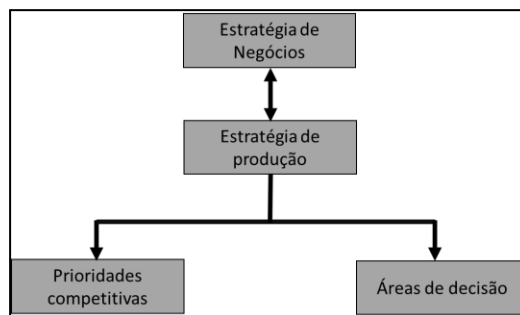 Estratégia de
Negócios
Estratégia de
produção
Prioridades
competitivas
Áreas de decisão